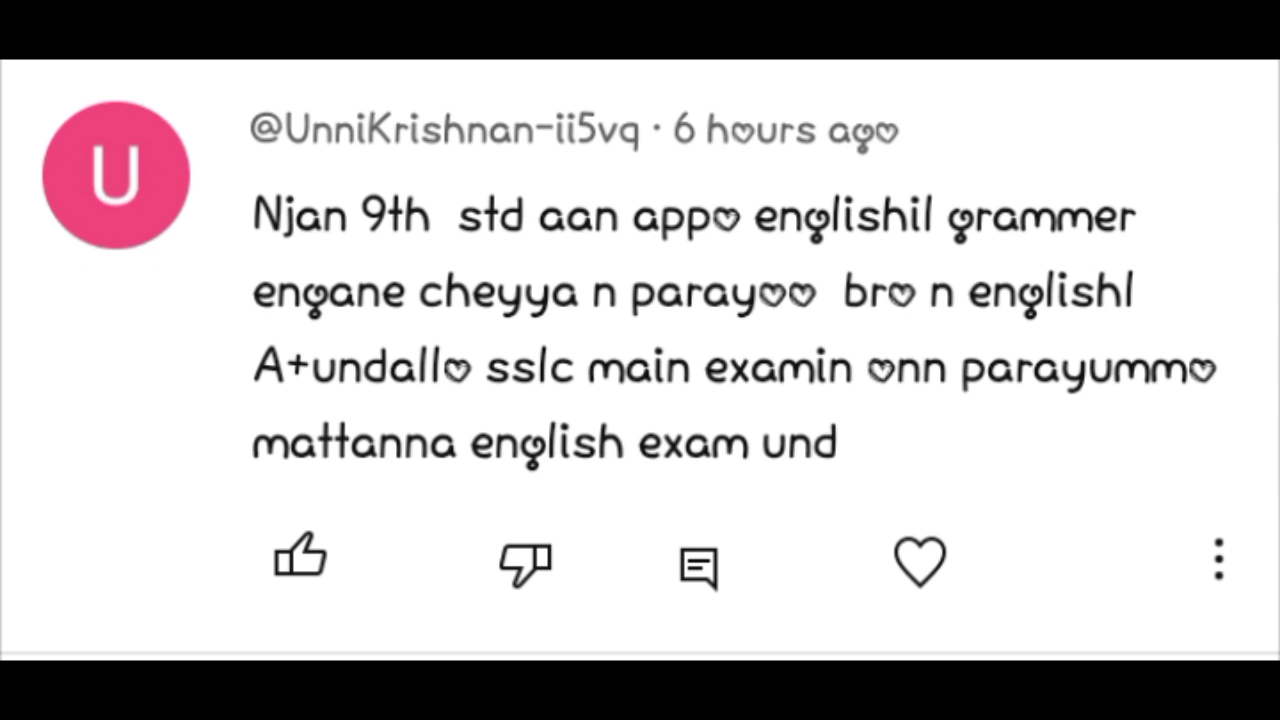 U
@UnniKrishnan-ii5vq · 6 hours ago
Njan 9th std aan appo englishil grammer
engane cheyya n parayoo bro n englishl
A+undallo sslc main examin onn parayummo
mattanna english exam und